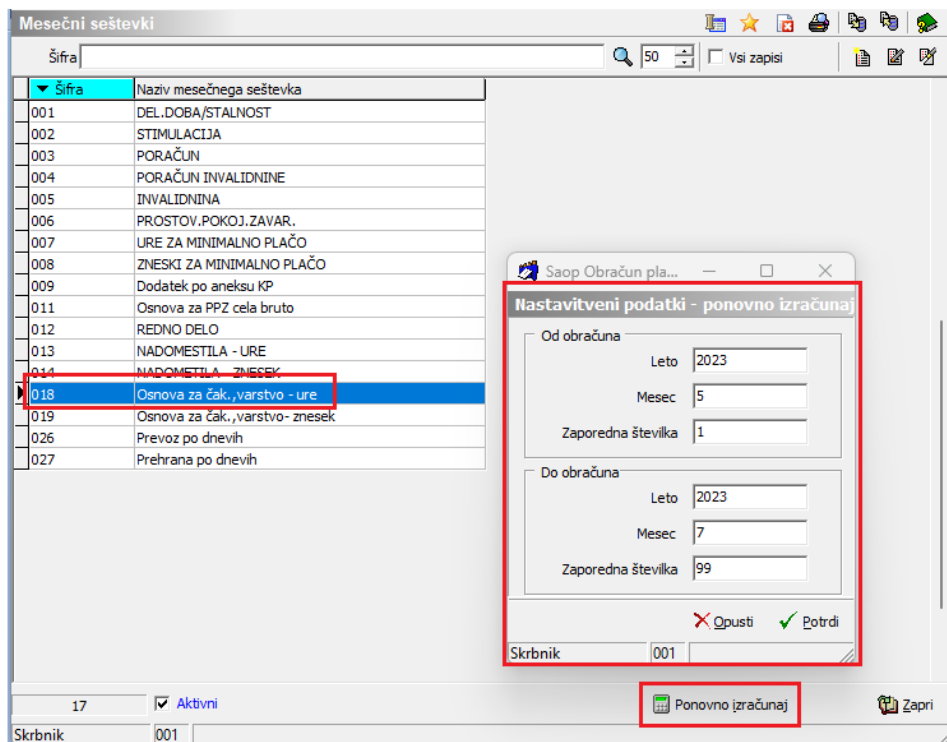 Mesečni seštevki
Šifra 50 Vsi zapisi
Šifra Naziv mesečnega seštevka
001 DEL.DOBA/STALNOST
002 STIMULACIJA
003 PORAČUN
004 PORAČUN INVALIDNINE
005 INVALIDNINA
006 PROSTOV.POKOJ.ZAVAR.
007 URE ZA MINIMALNO PLAČO
008 ZNESKI ZA MINIMALNO PLAČO
009 Dodatek po aneksu KP
011 Osnova za PPZ cela bruto
012 REDNO DELO
013 NADOMESTILA - URE
014 NADOMETILA - ZNESEK
018 Osnova za čak.,varstvo - ure
019 Osnova za čak.,varstvo- znesek
026 Prevoz po dnevih
027 Prehrana po dnevih
Saop Obračun pla...
Nastavitveni podatki - ponovno izračunaj
Od obračuna
Leto 2023
Mesec 5
Zaporedna številka 1
Do obračuna
Leto 2023
Mesec 7
Zaporedna številka 99
Opusti Potrdi
Skrbnik 001
17 Aktivni Ponovno izračunaj Zapri
Skrbnik 001